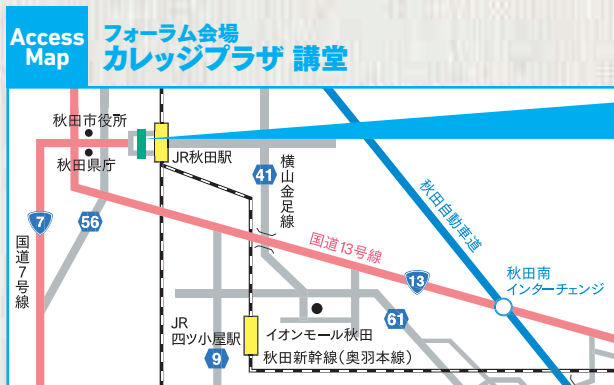 Access
Map
フォーラム会場
カレッジプラザ 講堂
秋田市役所
秋田県庁
JR秋田駅
横山金足線
41
秋田自動車道
7
56
国道7号線
国道13号線
13
秋田南
インターチェンジ
JR
四ツ小屋駅
イオンモール秋田
61
9
秋田新幹線(奥羽本線)